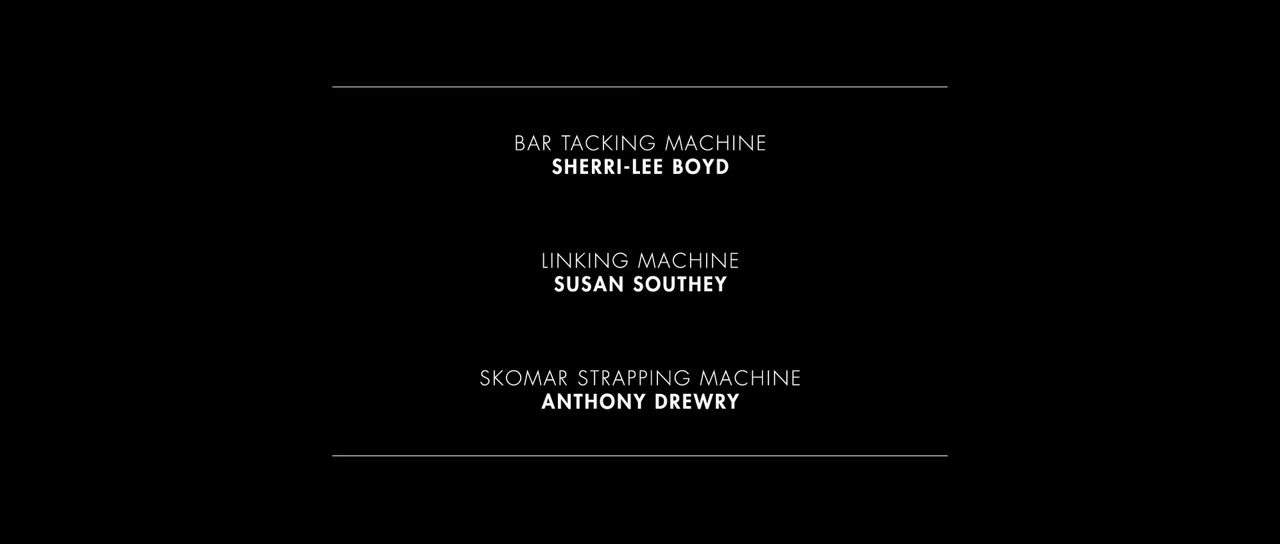 BAR TACKING MACHINE
SHERRI-LEE BOYD
LINKING MACHINE
SUSAN SOUTHEY
SKOMAR STRAPPING MACHINE
ANTHONY DREWRY